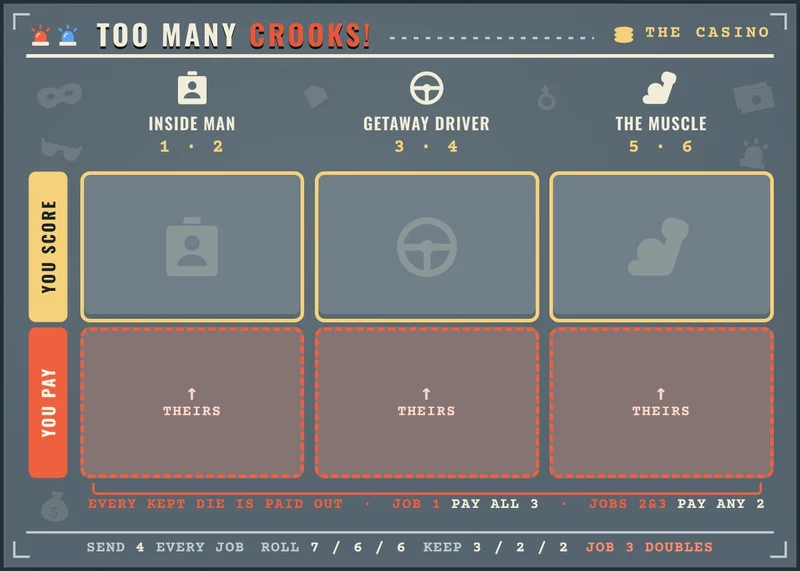 TOO MANY CROOKS!
THE CASINO
INSIDE MAN
1 · 2
GETAWAY DRIVER
3 · 4
THE MUSCLE
5 · 6
YOU SCORE
YOU PAY
↑
THEIRS
↑
THEIRS
↑
THEIRS
EVERY KEPT DIE IS PAID OUT · JOB 1 PAY ALL 3 · JOBS 2&3 PAY ANY 2
$
SEND 4 EVERY JOB ROLL 7 / 6 / 6 KEEP 3 / 2 / 2 JOB 3 DOUBLES